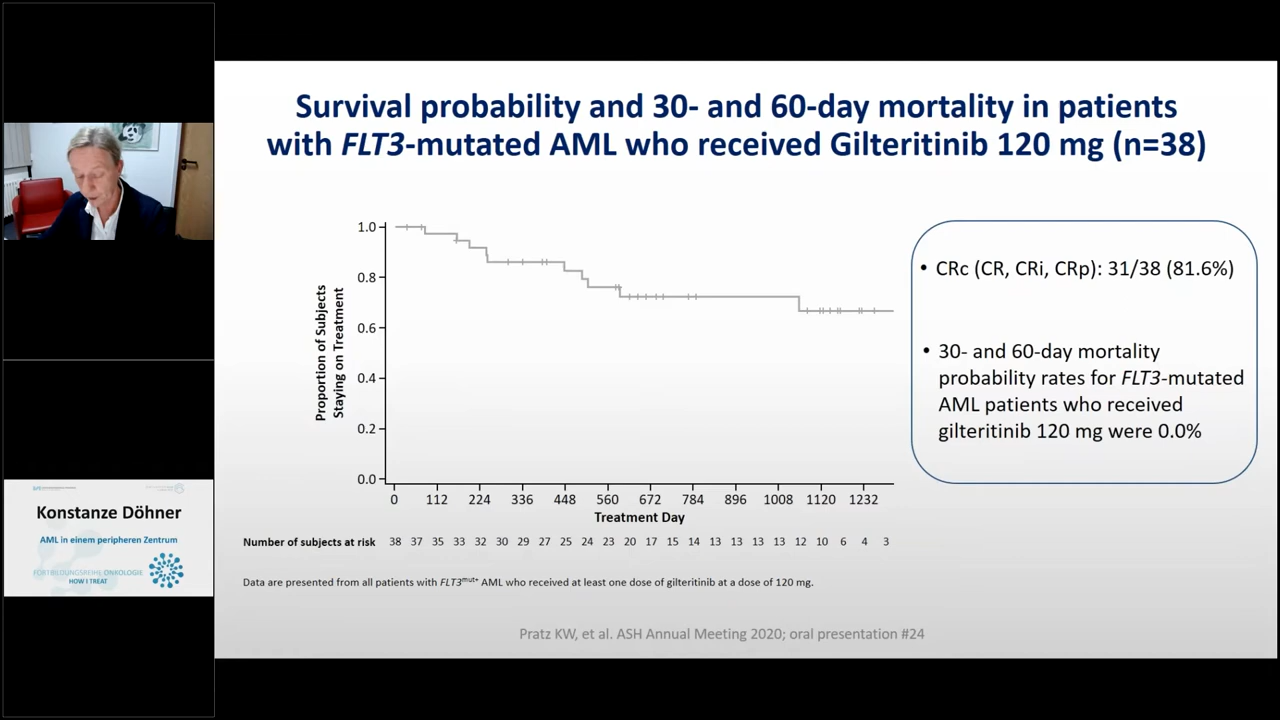 Survival probability and 30- and 60-day mortality in patients
with FLT3-mutated AML who received Gilteritinib 120 mg (n=38)
Proportion of Subjects
Staying on Treatment
1.0
0.8
0.6
0.4
0.2
0.0
0 112 224 336 448 560 672 784 896 1008 1120 1232
Treatment Day
Number of subjects at risk 38 37 35 33 32 30 29 27 25 24 23 20 17 15 14 13 13 13 13 12 10 6 4 3
• CRc (CR, CRi, CRp): 31/38 (81.6%)
• 30- and 60-day mortality
probability rates for FLT3-mutated
AML patients who received
gilteritinib 120 mg were 0.0%
Data are presented from all patients with FLT3mut+ AML who received at least one dose of gilteritinib at a dose of 120 mg.
Pratz KW, et al. ASH Annual Meeting 2020; oral presentation #24
Konstanze Döhner
AML in einem peripheren Zentrum
FORTBILDUNGSREIHE ONKOLOGIE
HOW I TREAT